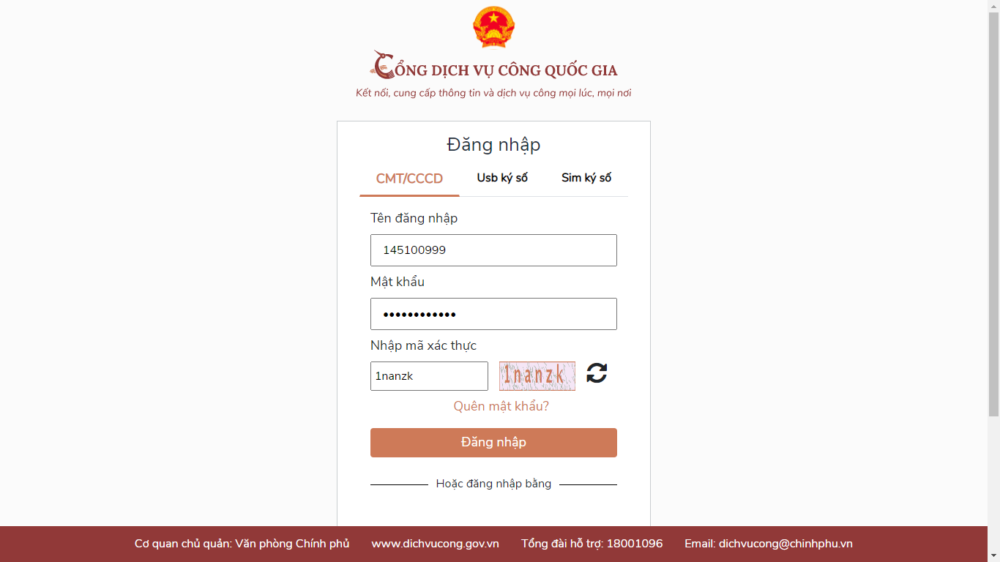 CỔNG DỊCH VỤ CÔNG QUỐC GIA
Kết nối, cung cấp thông tin và dịch vụ công mọi lúc, mọi nơi
Đăng nhập
CMT/CCCD Usb ký số Sim ký số
Tên đăng nhập
145100999
Mật khẩu
••••••••••••
Nhập mã xác thực
1nanzk 1nanzk
Quên mật khẩu?
Đăng nhập
Hoặc đăng nhập bằng
Cơ quan chủ quản: Văn phòng Chính phủ www.dichvucong.gov.vn Tổng đài hỗ trợ: 18001096 Email: dichvucong@chinhphu.vn